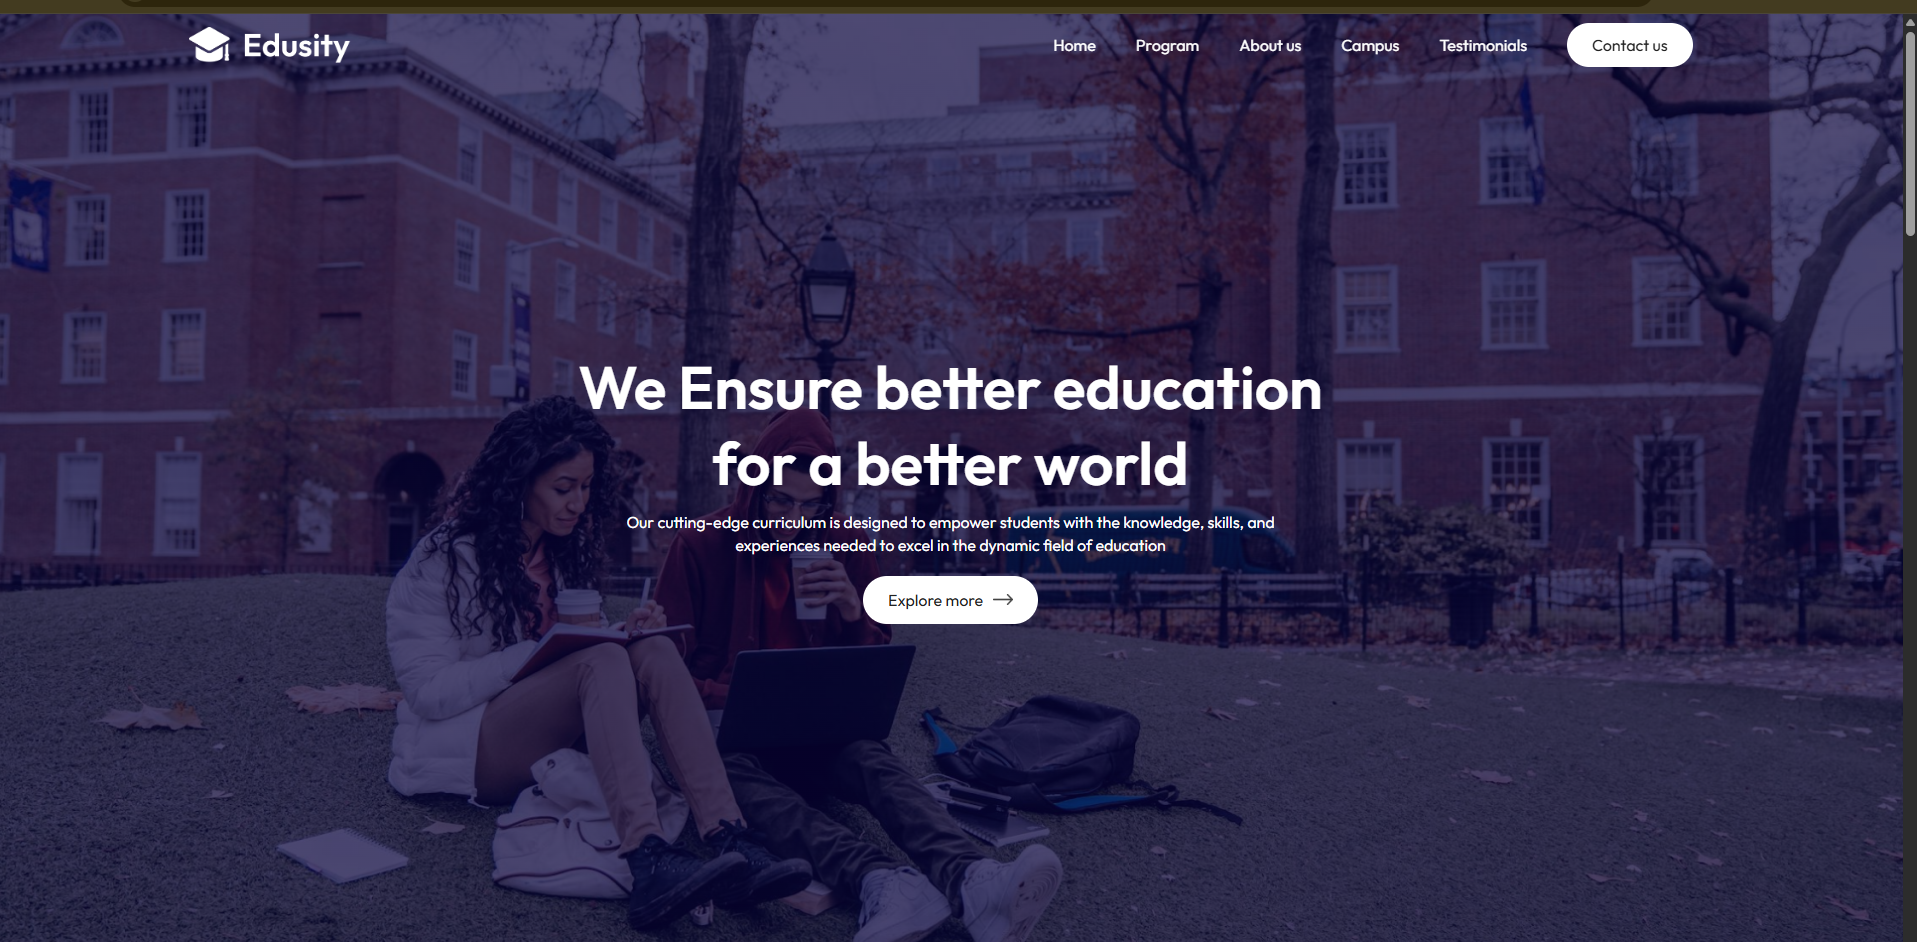 Edusity
Home Program About us Campus Testimonials Contact us
We Ensure better education
for a better world
Our cutting-edge curriculum is designed to empower students with the knowledge, skills, and
experiences needed to excel in the dynamic field of education
Explore more